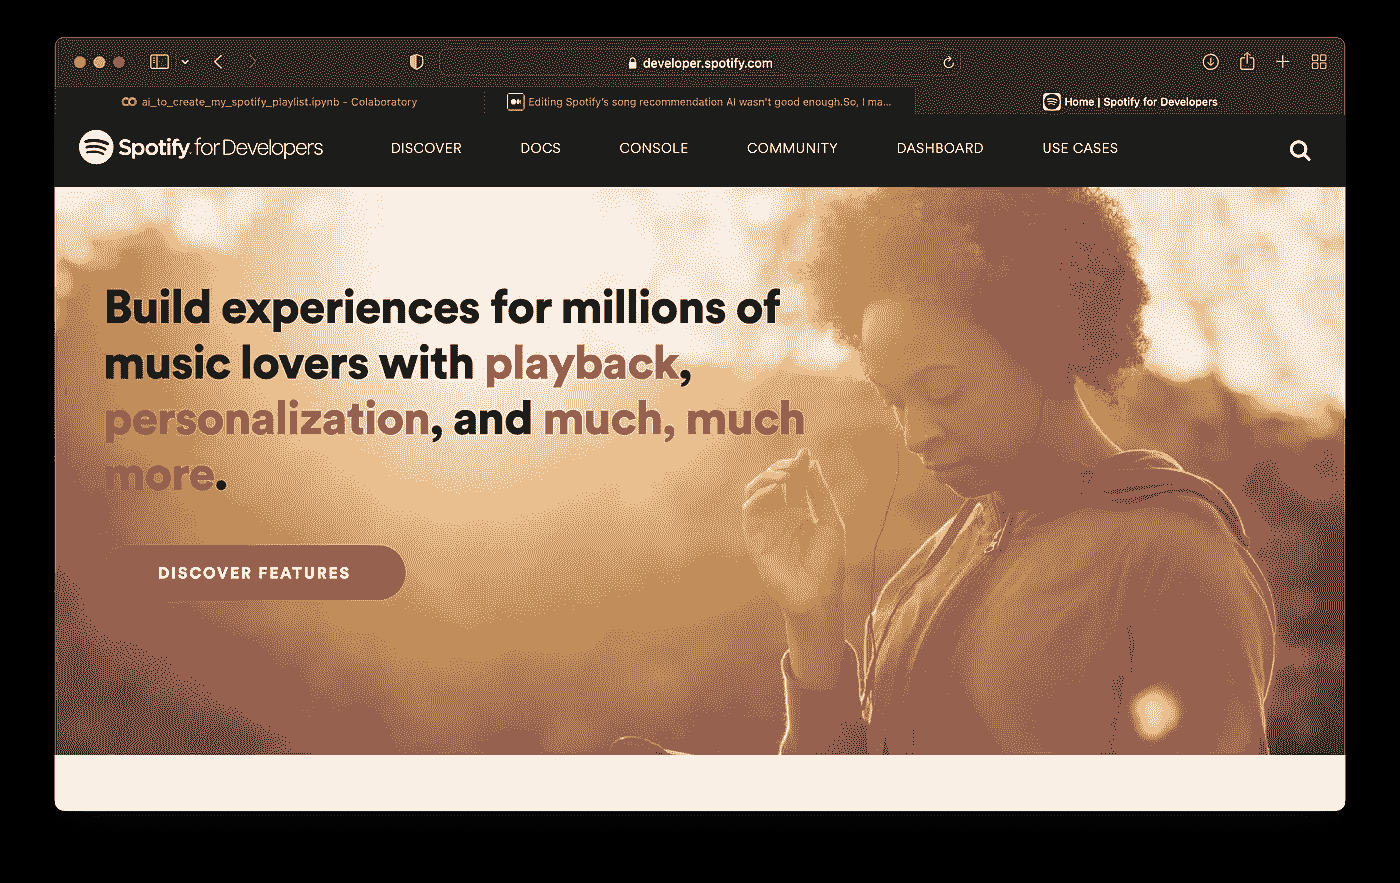 developer.spotify.com
ai_to_create_my_spotify_playlist.ipynb - Colaboratory
Editing Spotify's song recommendation AI wasn't good enough.So, I ma...
Home | Spotify for Developers
Spotify for Developers
DISCOVER
DOCS
CONSOLE
COMMUNITY
DASHBOARD
USE CASES
Build experiences for millions of
music lovers with playback,
personalization, and much, much
more.
DISCOVER FEATURES